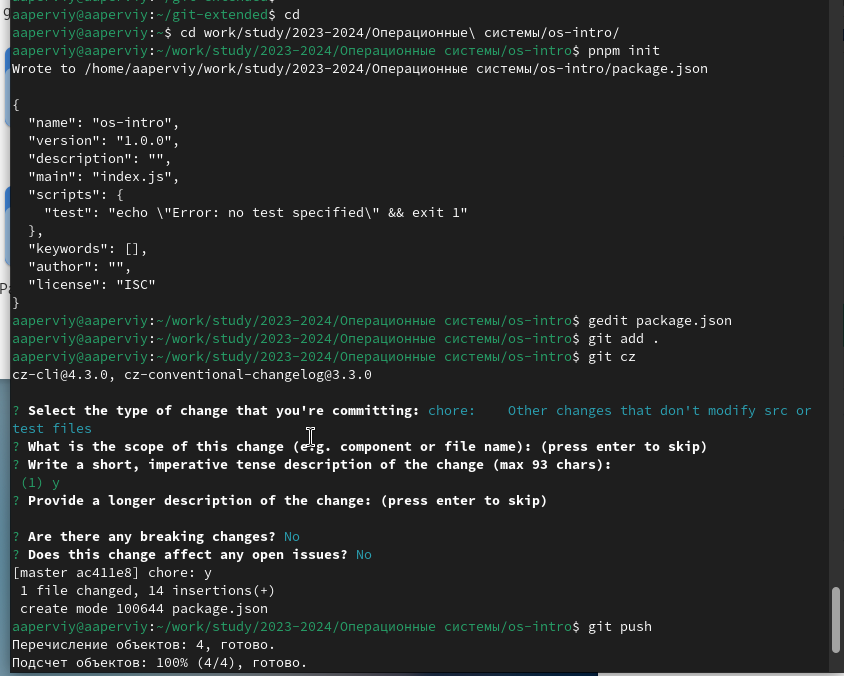 aaperviy@aaperviy:~/git-extended$ cd
aaperviy@aaperviy:~$ cd work/study/2023-2024/Операционные\ системы/os-intro/
aaperviy@aaperviy:~/work/study/2023-2024/Операционные системы/os-intro$ pnpm init
Wrote to /home/aaperviy/work/study/2023-2024/Операционные системы/os-intro/package.json
{
"name": "os-intro",
"version": "1.0.0",
"description": "",
"main": "index.js",
"scripts": {
"test": "echo \"Error: no test specified\" && exit 1"
},
"keywords": [],
"author": "",
"license": "ISC"
}
aaperviy@aaperviy:~/work/study/2023-2024/Операционные системы/os-intro$ gedit package.json
aaperviy@aaperviy:~/work/study/2023-2024/Операционные системы/os-intro$ git add .
aaperviy@aaperviy:~/work/study/2023-2024/Операционные системы/os-intro$ git cz
cz-cli@4.3.0, cz-conventional-changelog@3.3.0
? Select the type of change that you're committing: chore: Other changes that don't modify src or
test files
? What is the scope of this change (e.g. component or file name): (press enter to skip)
? Write a short, imperative tense description of the change (max 93 chars):
(1) y
? Provide a longer description of the change: (press enter to skip)
? Are there any breaking changes? No
? Does this change affect any open issues? No
[master ac411e8] chore: y
1 file changed, 14 insertions(+)
create mode 100644 package.json
aaperviy@aaperviy:~/work/study/2023-2024/Операционные системы/os-intro$ git push
Перечисление объектов: 4, готово.
Подсчет объектов: 100% (4/4), готово.